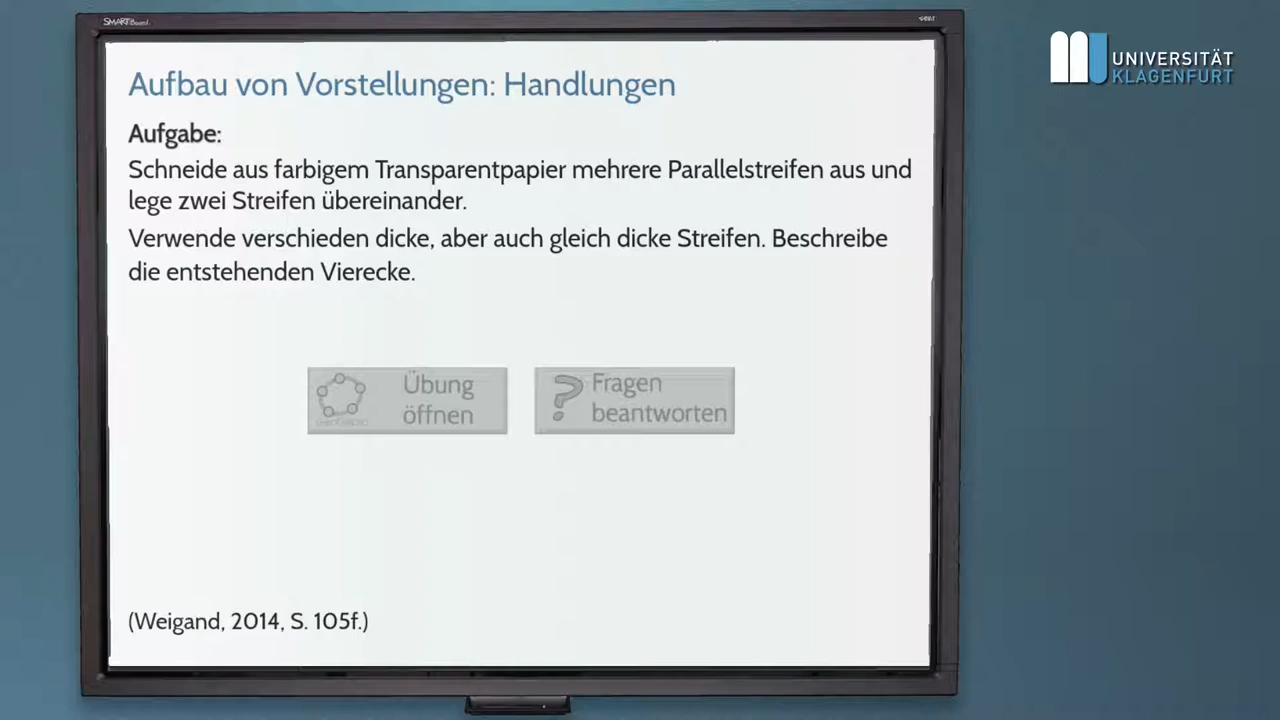 SMART Board
UNIVERSITÄT
KLAGENFURT
Aufbau von Vorstellungen: Handlungen
Aufgabe:
Schneide aus farbigem Transparentpapier mehrere Parallelstreifen aus und
lege zwei Streifen übereinander.
Verwende verschieden dicke, aber auch gleich dicke Streifen. Beschreibe
die entstehenden Vierecke.
Übung
öffnen
Fragen
beantworten
(Weigand, 2014, S. 105f.)